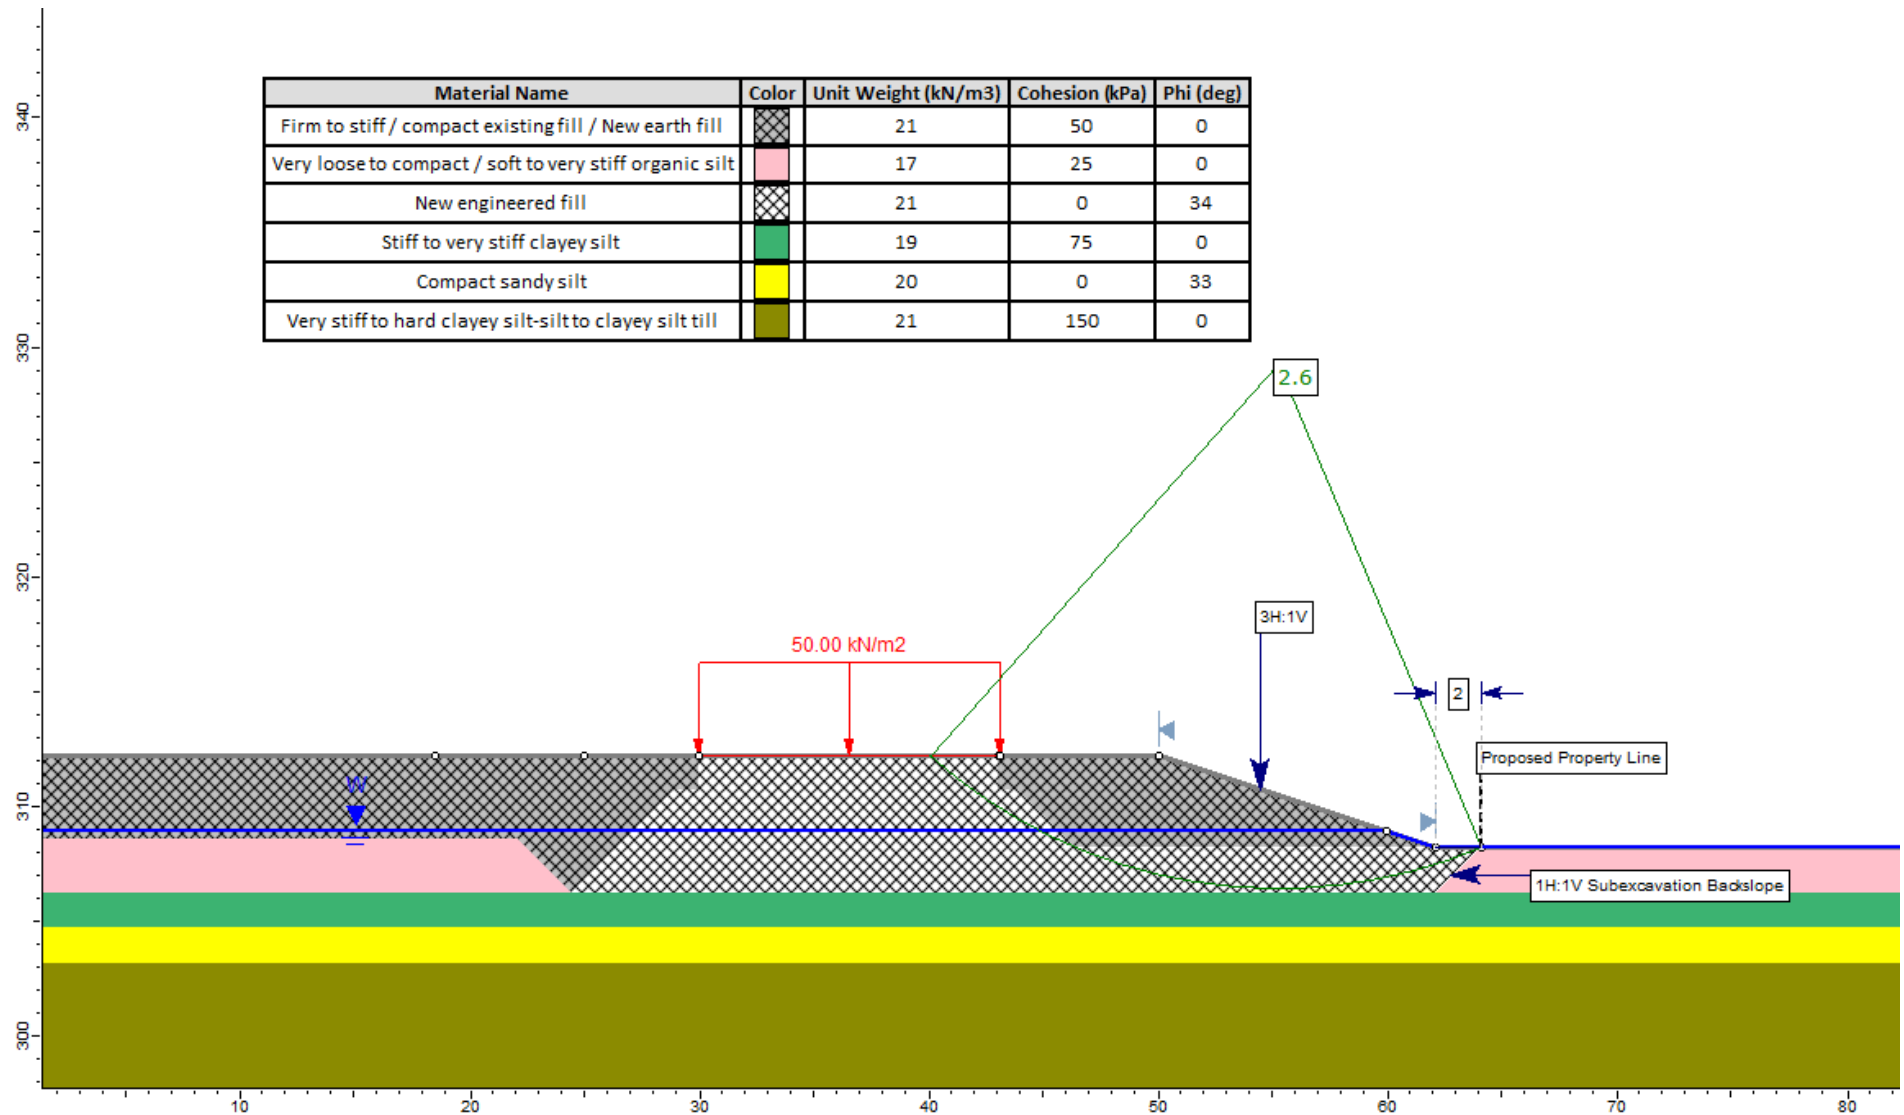 340
330
320
310
300
Material Name Color Unit Weight (kN/m3) Cohesion (kPa) Phi (deg)
Firm to stiff / compact existing fill / New earth fill 21 50 0
Very loose to compact / soft to very stiff organic silt 17 25 0
New engineered fill 21 0 34
Stiff to very stiff clayey silt 19 75 0
Compact sandy silt 20 0 33
Very stiff to hard clayey silt-silt to clayey silt till 21 150 0
2.6
3H:1V
50.00 kN/m2
2
Proposed Property Line
W
1H:1V Subexcavation Backslope
10 20 30 40 50 60 70 80